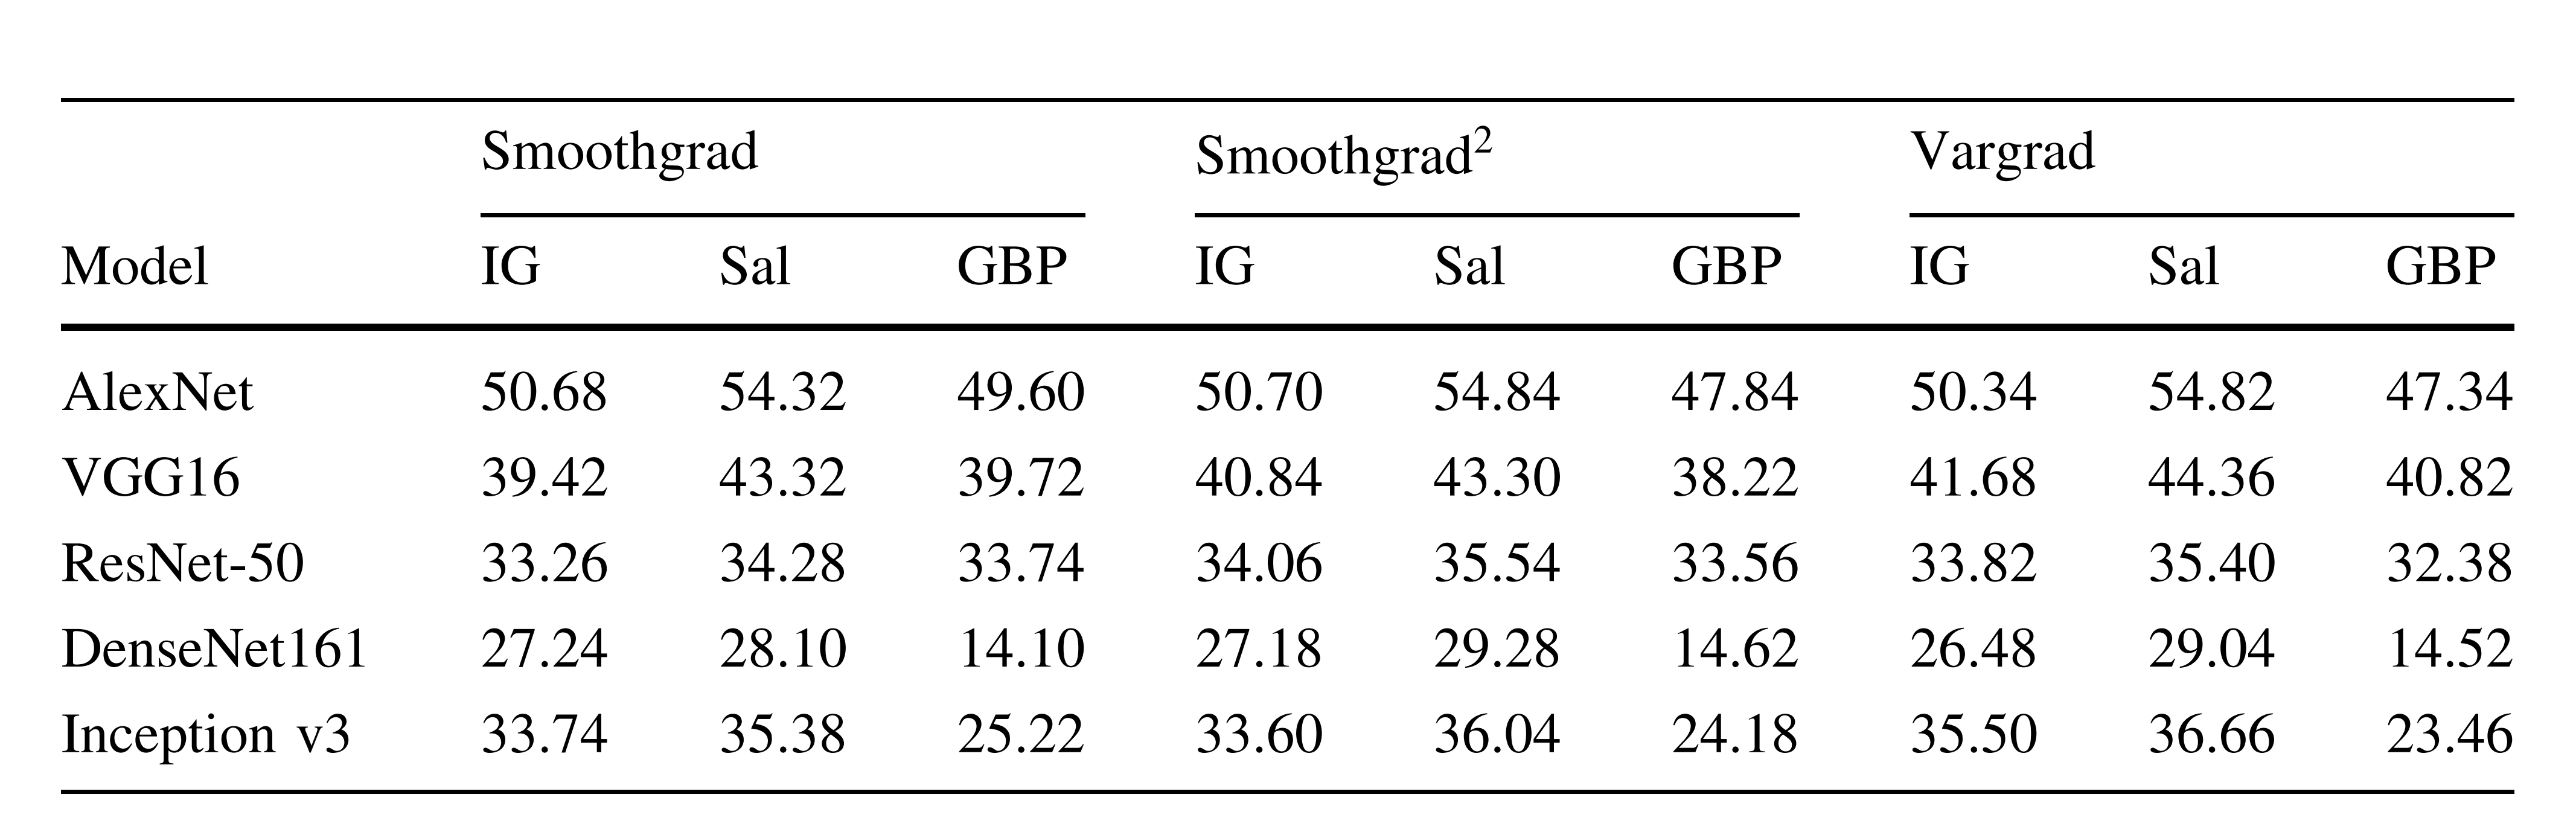 Smoothgrad Smoothgrad² Vargrad
Model IG Sal GBP IG Sal GBP IG Sal GBP
AlexNet 50.68 54.32 49.60 50.70 54.84 47.84 50.34 54.82 47.34
VGG16 39.42 43.32 39.72 40.84 43.30 38.22 41.68 44.36 40.82
ResNet-50 33.26 34.28 33.74 34.06 35.54 33.56 33.82 35.40 32.38
DenseNet161 27.24 28.10 14.10 27.18 29.28 14.62 26.48 29.04 14.52
Inception v3 33.74 35.38 25.22 33.60 36.04 24.18 35.50 36.66 23.46